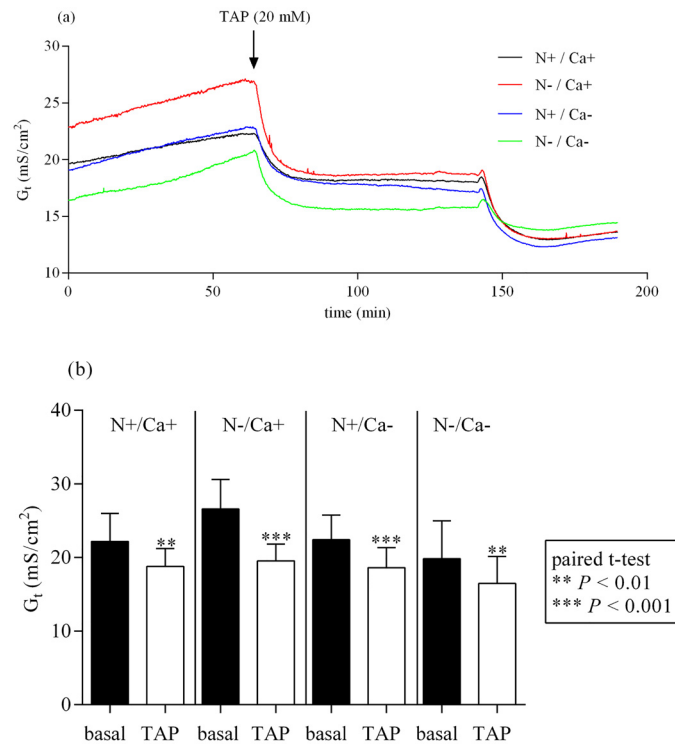 (a)
TAP (20 mM)
30
25
20
15
10
G_t (mS/cm²)
0
50
100
150
200
time (min)
N+ / Ca+
N- / Ca+
N+ / Ca-
N- / Ca-
(b)
40
30
20
10
0
G_t (mS/cm²)
N+/Ca+
N-/Ca+
N+/Ca-
N-/Ca-
**
***
***
**
basal TAP basal TAP basal TAP basal TAP
paired t-test
** P < 0.01
*** P < 0.001